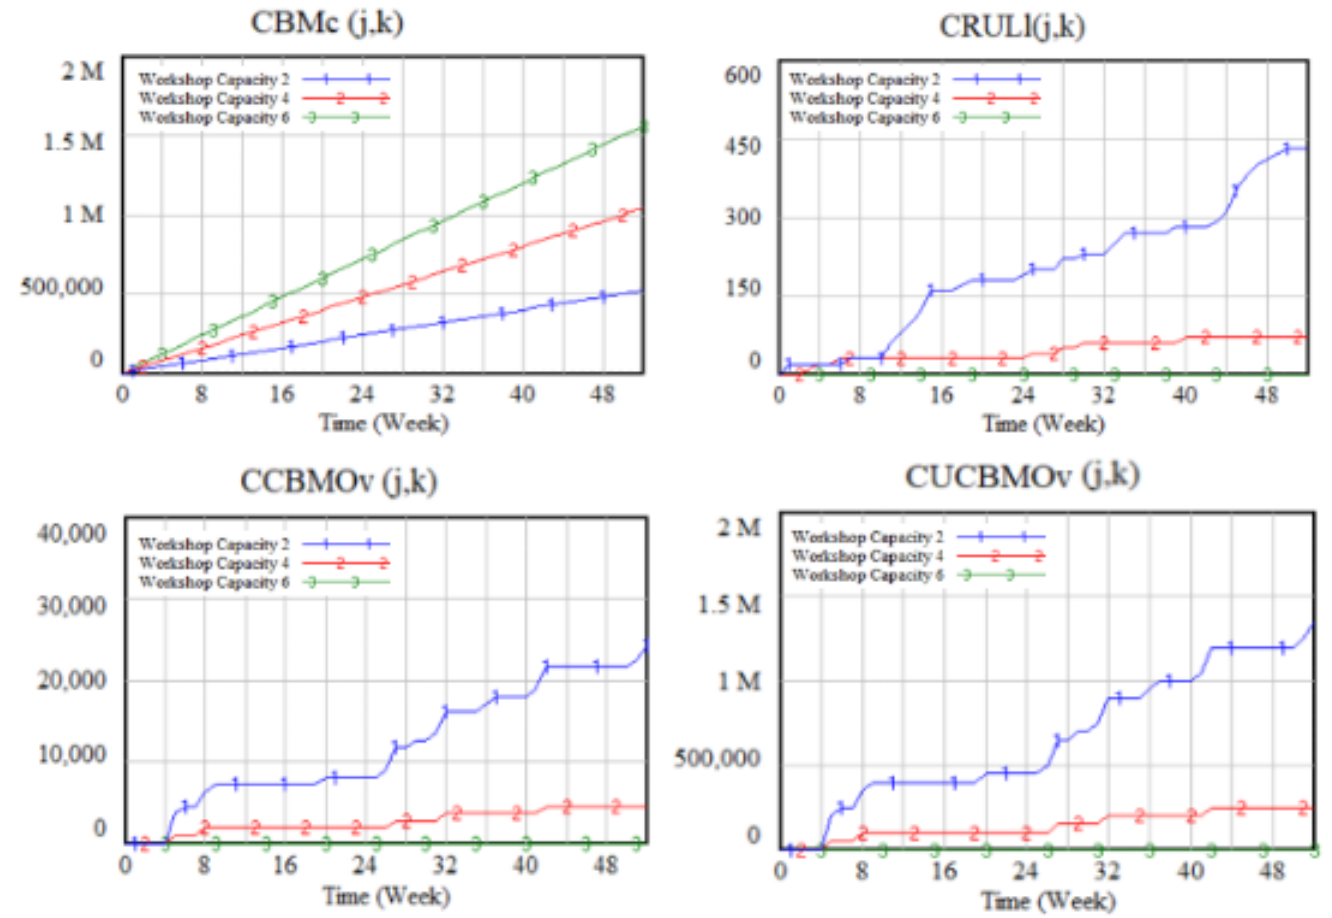 CBMc (j,k)
2 M
1.5 M
1 M
500,000
0
Workshop Capacity 2
Workshop Capacity 4
Workshop Capacity 6
0 8 16 24 32 40 48
Time (Week)
CRULl(j,k)
600
450
300
150
0
Workshop Capacity 2
Workshop Capacity 4
Workshop Capacity 6
0 8 16 24 32 40 48
Time (Week)
CCBMOv (j,k)
40,000
30,000
20,000
10,000
0
Workshop Capacity 2
Workshop Capacity 4
Workshop Capacity 6
0 8 16 24 32 40 48
Time (Week)
CUCBMOv (j,k)
2 M
1.5 M
1 M
500,000
0
Workshop Capacity 2
Workshop Capacity 4
Workshop Capacity 6
0 8 16 24 32 40 48
Time (Week)